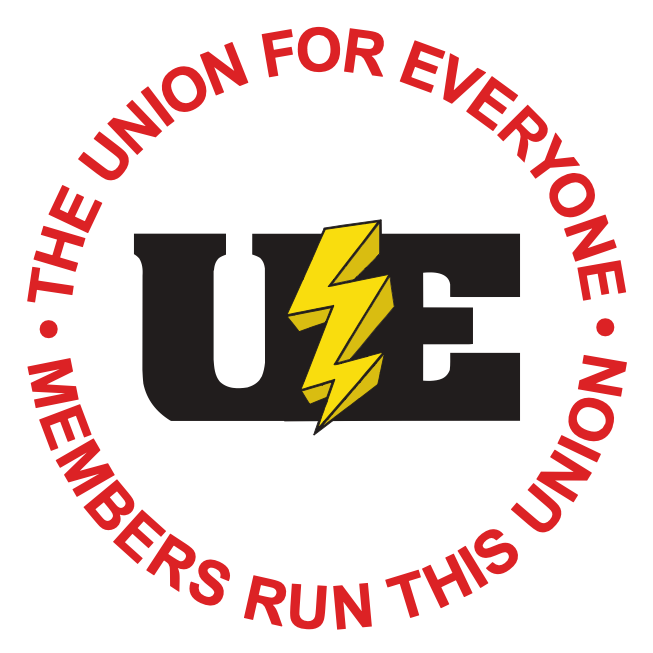 THE UNION FOR EVERYONE
UE
• MEMBERS RUN THIS UNION •